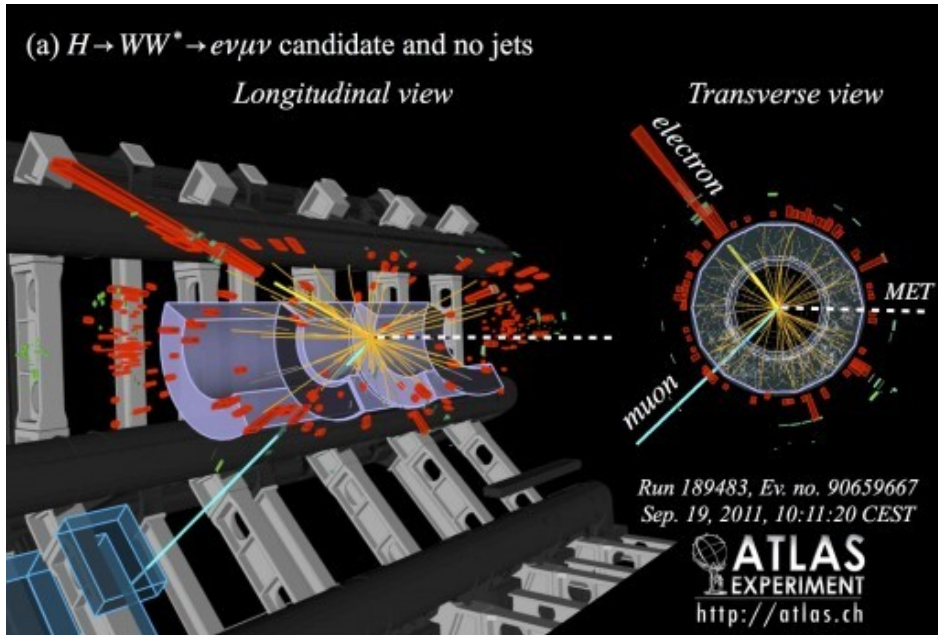 (a) H→WW*→eνμν candidate and no jets
Longitudinal view
Transverse view
electron
MET
muon
Run 189483, Ev. no. 90659667
Sep. 19, 2011, 10:11:20 CEST
ATLAS
EXPERIMENT
http://atlas.ch